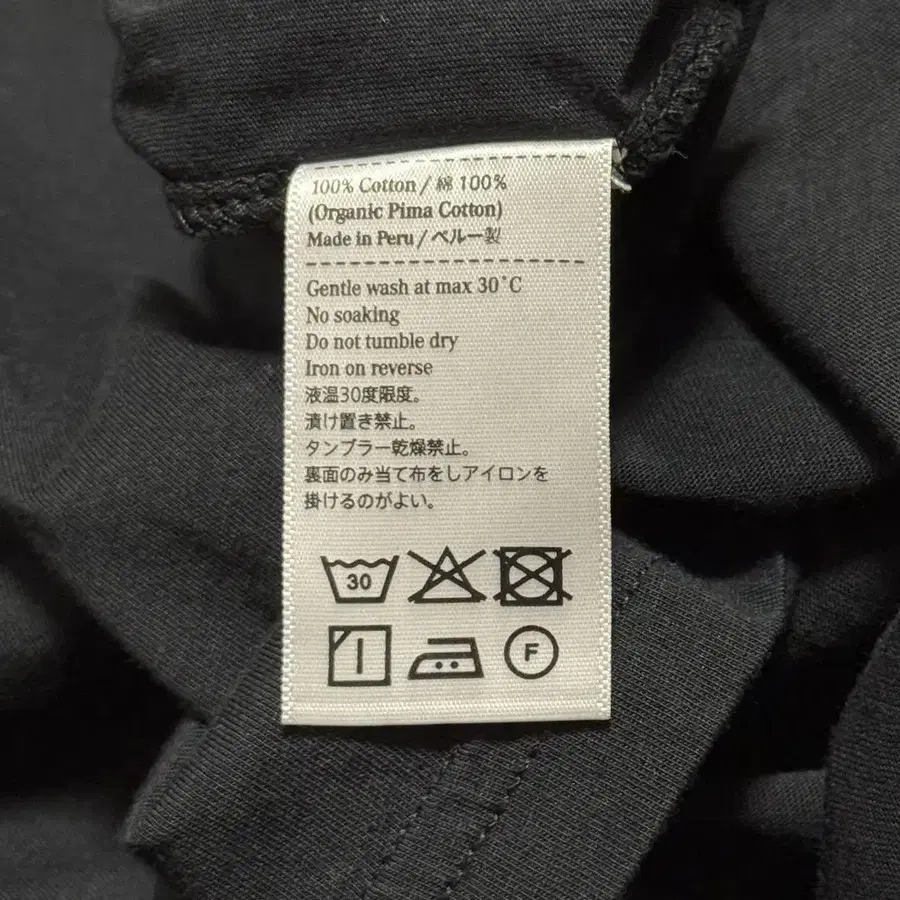 100% Cotton / 綿 100%
(Organic Pima Cotton)
Made in Peru / ペルー製
Gentle wash at max 30°C
No soaking
Do not tumble dry
Iron on reverse
液温30度限度。
漬け置き禁止。
タンブラー乾燥禁止。
裏面のみ当て布をしアイロンを
掛けるのがよい。
30
F